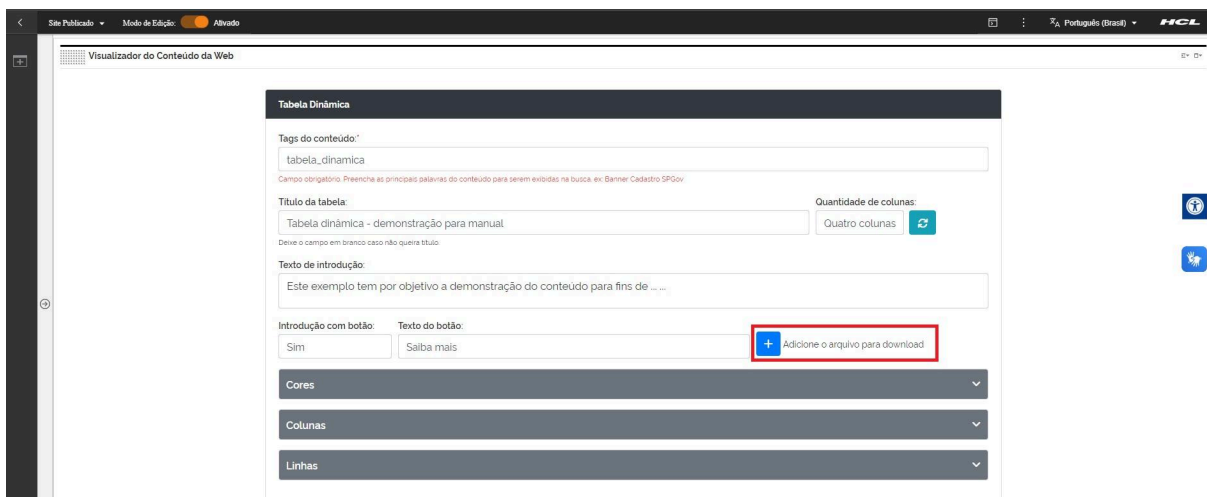 Site Publicado Modo de Edição: Ativado Português (Brasil) HCL
Visualizador do Conteúdo da Web
Tabela Dinâmica
Tags do conteúdo:*
tabela_dinamica
Campo obrigatório. Preencha as principais palavras do conteúdo para serem exibidas na busca. ex: Banner Cadastro SPGov
Título da tabela: Quantidade de colunas:
Tabela dinâmica - demonstração para manual Quatro colunas
Deixe o campo em branco caso não queira título.
Texto de introdução:
Este exemplo tem por objetivo a demonstração do conteúdo para fins de ... ...
Introdução com botão: Texto do botão:
Sim Saiba mais + Adicione o arquivo para download
Cores
Colunas
Linhas